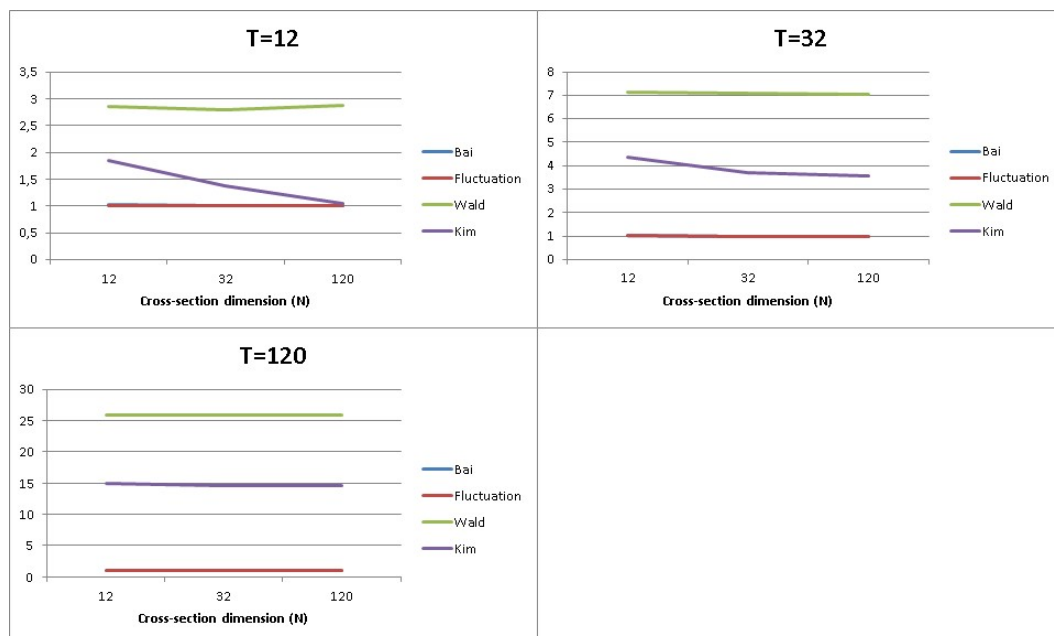 T=12
3,5
3
2,5
2
1,5
1
0,5
0
12 32 120
Cross-section dimension (N)
Bai
Fluctuation
Wald
Kim
T=32
8
7
6
5
4
3
2
1
0
12 32 120
Cross-section dimension (N)
Bai
Fluctuation
Wald
Kim
T=120
30
25
20
15
10
5
0
12 32 120
Cross-section dimension (N)
Bai
Fluctuation
Wald
Kim